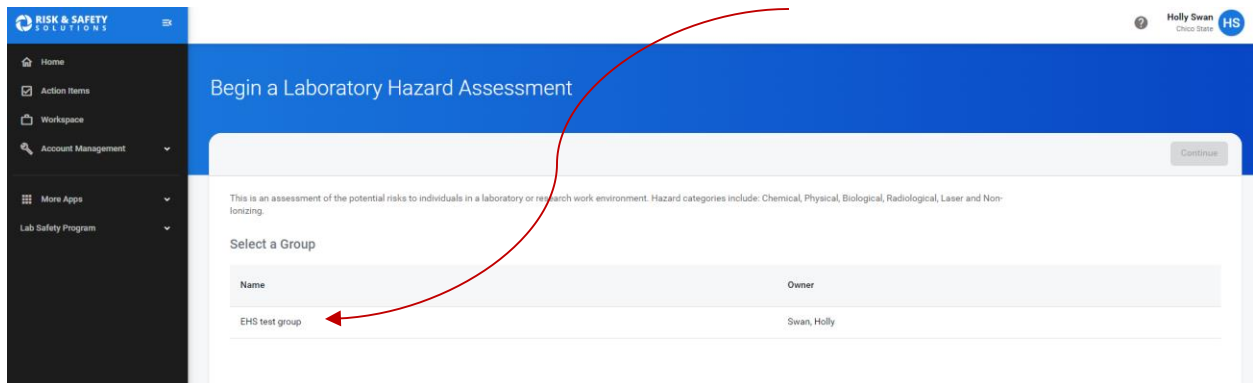 RISK & SAFETY
SOLUTIONS
Holly Swan
Chico State
HS
Home
Action Items
Workspace
Account Management
More Apps
Lab Safety Program
Begin a Laboratory Hazard Assessment
Continue
This is an assessment of the potential risks to individuals in a laboratory or research work environment. Hazard categories include: Chemical, Physical, Biological, Radiological, Laser and Non-
Ionizing.
Select a Group
Name Owner
EHS test group Swan, Holly